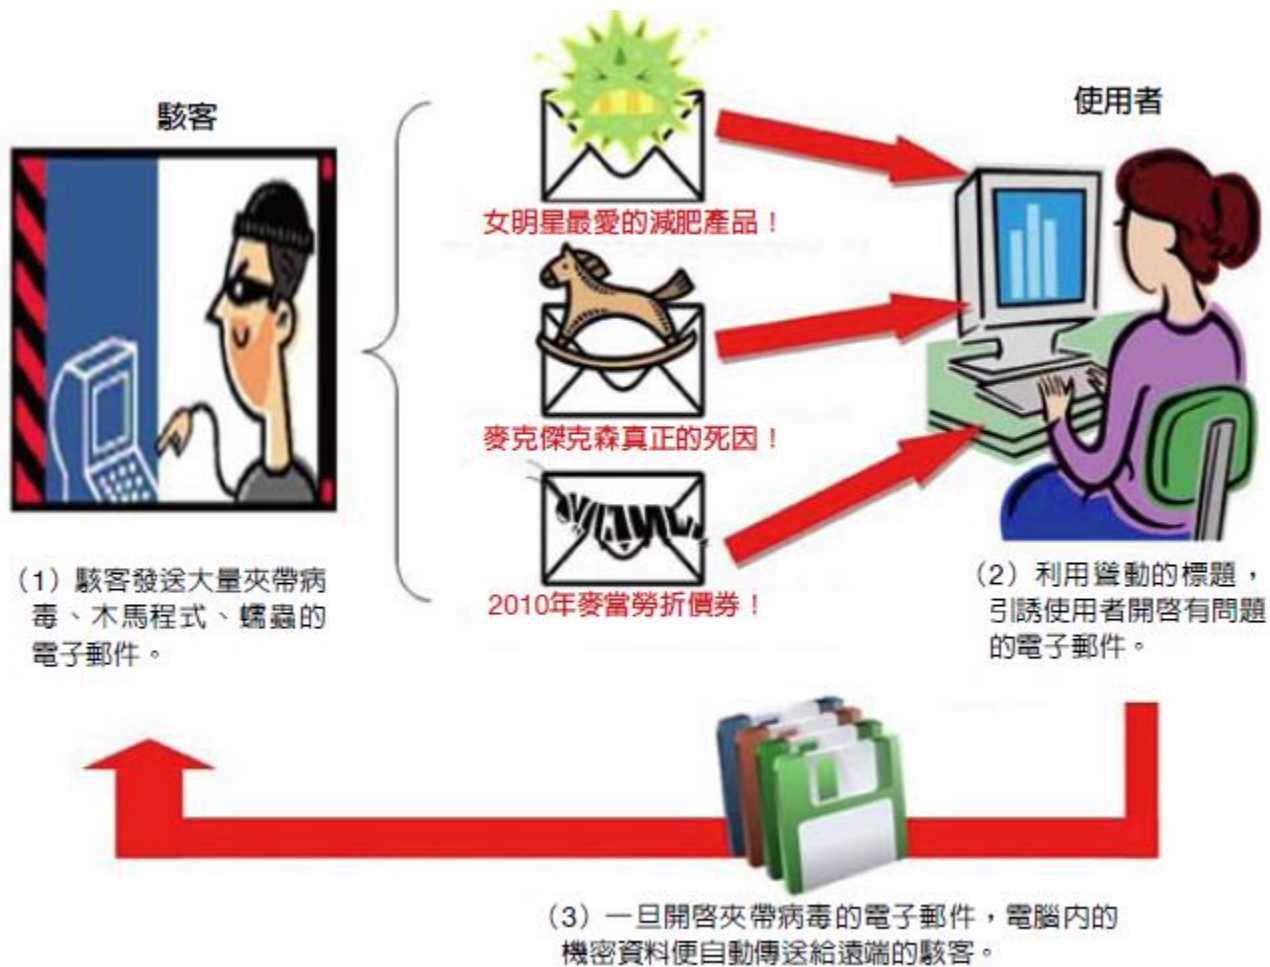 駭客
使用者
女明星最愛的減肥產品！
麥克傑克森真正的死因！
2010年麥當勞折價券！
（1）駭客發送大量夾帶病
毒、木馬程式、蠕蟲的
電子郵件。
（2）利用聳動的標題，
引誘使用者開啓有問題
的電子郵件。
（3）一旦開啓夾帶病毒的電子郵件，電腦內的
機密資料便自動傳送給遠端的駭客。